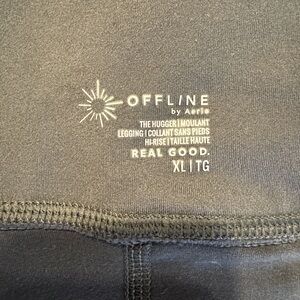 OFFLINE
by Aerie
THE HUGGER | MOULANT
LEGGING | COLLANT SANS PIEDS
HI-RISE | TAILLE HAUTE
REAL GOOD.
XL | TG